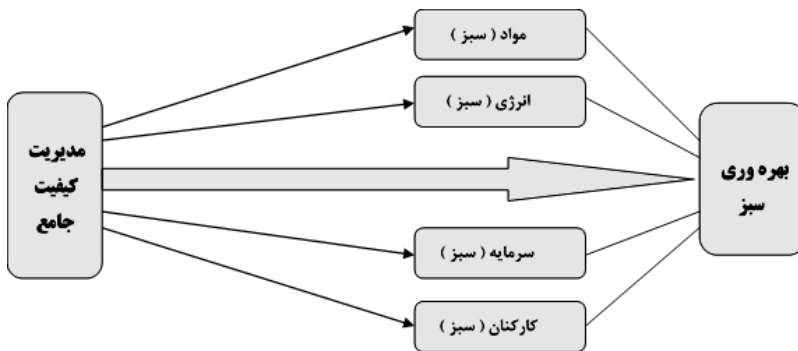 مواد ( سبز )
انرژی ( سبز )
مدیریت
کیفیت
جامع
بهره وری
سبز
سرمایه ( سبز )
کارکنان ( سبز )